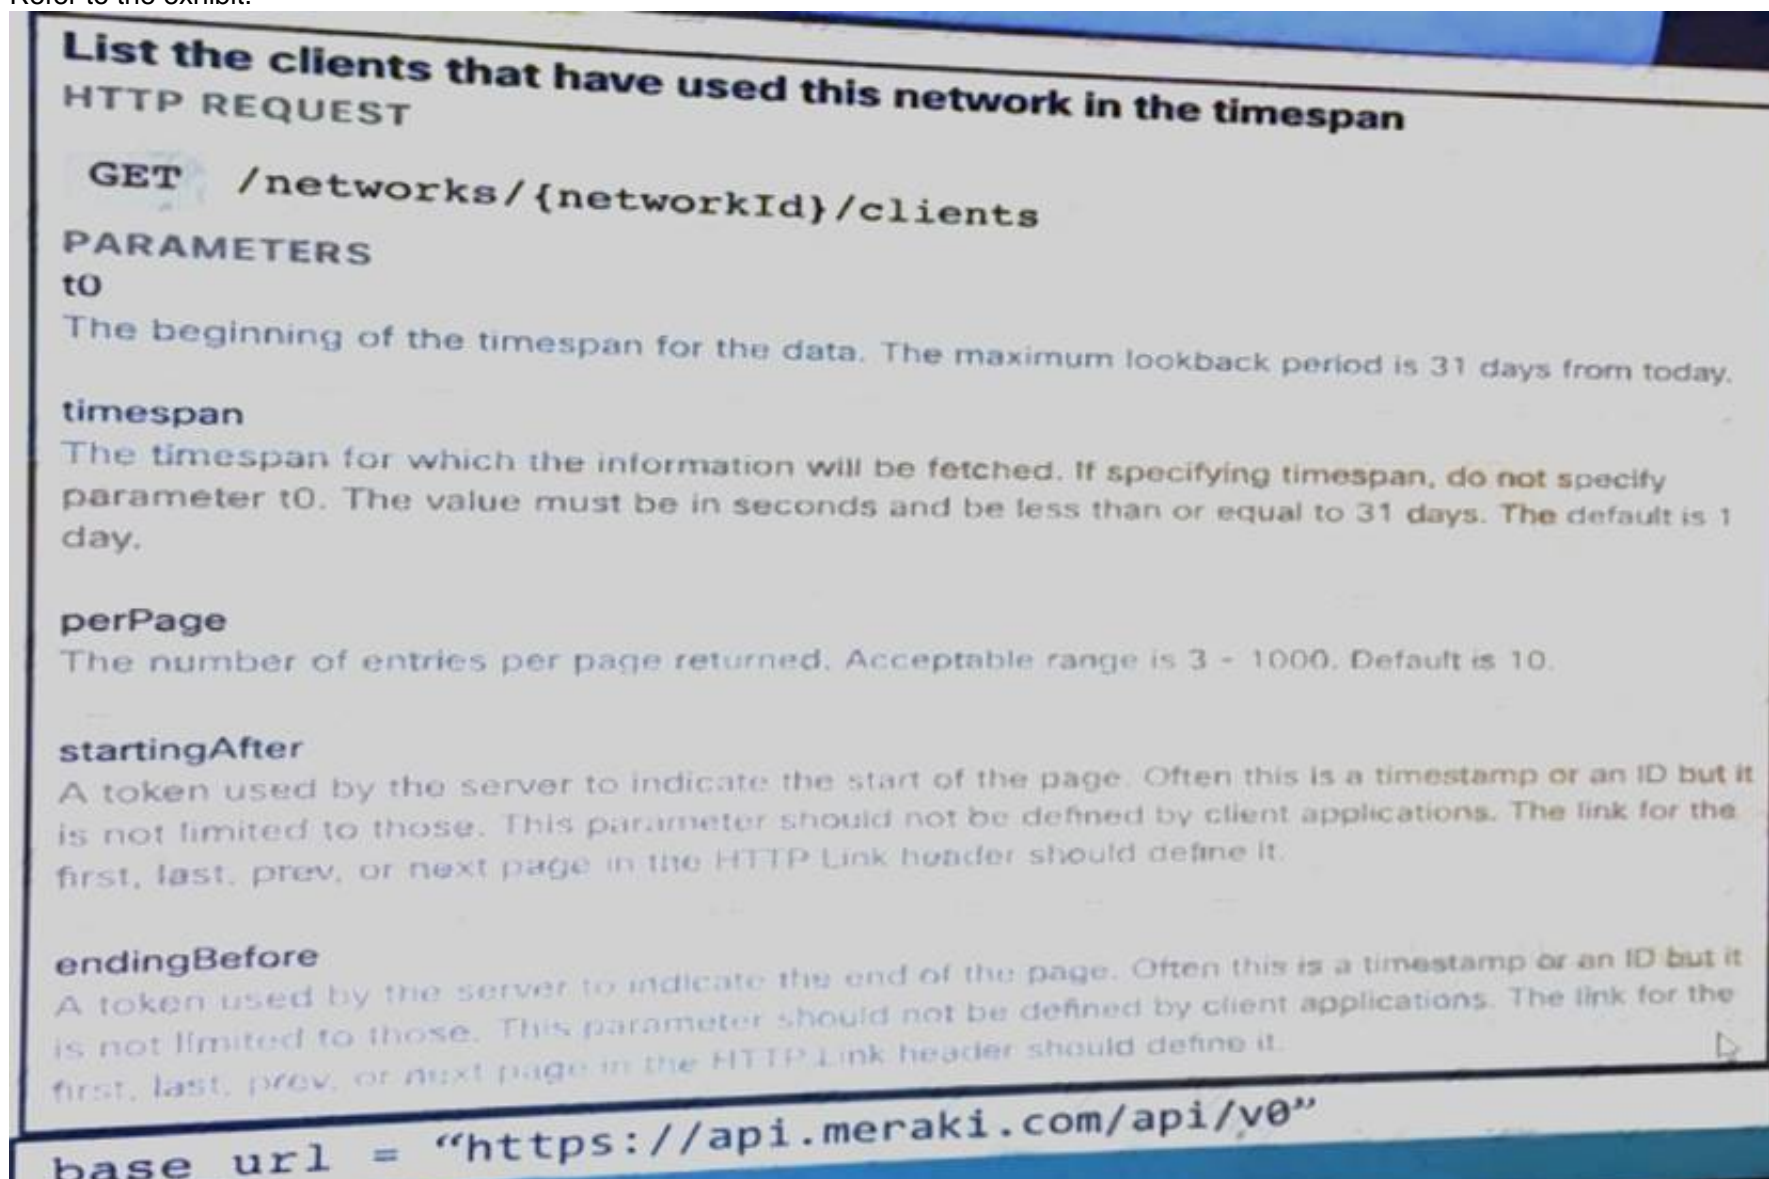 Refer to the exhibit.
List the clients that have used this network in the timespan
HTTP REQUEST
GET /networks/{networkId}/clients
PARAMETERS
t0
The beginning of the timespan for the data. The maximum lookback period is 31 days from today.
timespan
The timespan for which the information will be fetched. If specifying timespan, do not specify
parameter t0. The value must be in seconds and be less than or equal to 31 days. The default is 1
day.
perPage
The number of entries per page returned. Acceptable range is 3 - 1000. Default is 10.
startingAfter
A token used by the server to indicate the start of the page. Often this is a timestamp or an ID but it
is not limited to those. This parameter should not be defined by client applications. The link for the
first, last, prev, or next page in the HTTP Link header should define it.
endingBefore
A token used by the server to indicate the end of the page. Often this is a timestamp or an ID but it
is not limited to those. This parameter should not be defined by client applications. The link for the
first, last, prev, or next page in the HTTP Link header should define it.
base url = “https://api.meraki.com/api/v0”